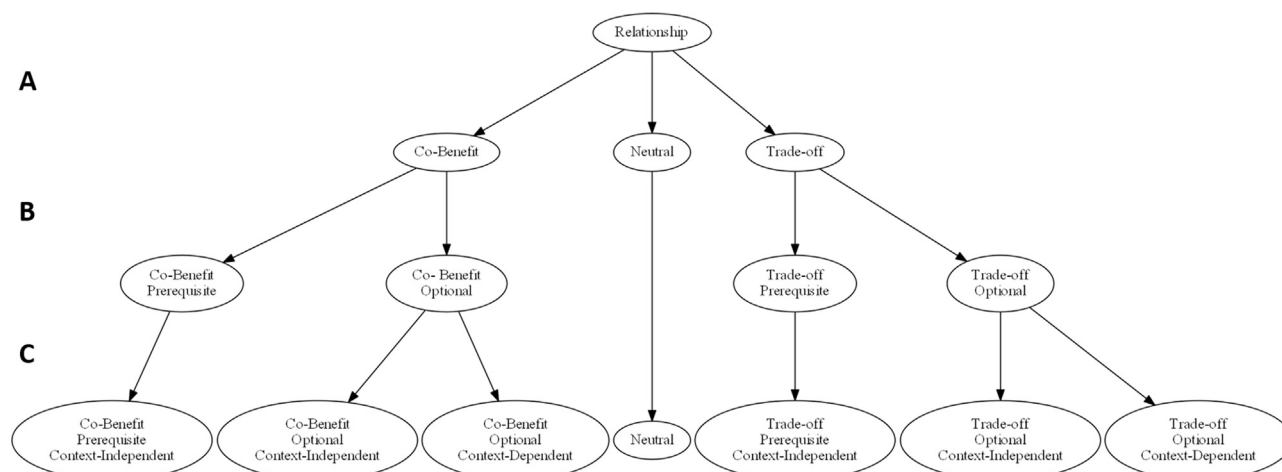 Relationship
A
Co-Benefit
Neutral
Trade-off
B
Co-Benefit
Prerequisite
Co- Benefit
Optional
Trade-off
Prerequisite
Trade-off
Optional
C
Co-Benefit
Prerequisite
Context-Independent
Co-Benefit
Optional
Context-Independent
Co-Benefit
Optional
Context-Dependent
Neutral
Trade-off
Prerequisite
Context-Independent
Trade-off
Optional
Context-Independent
Trade-off
Optional
Context-Dependent